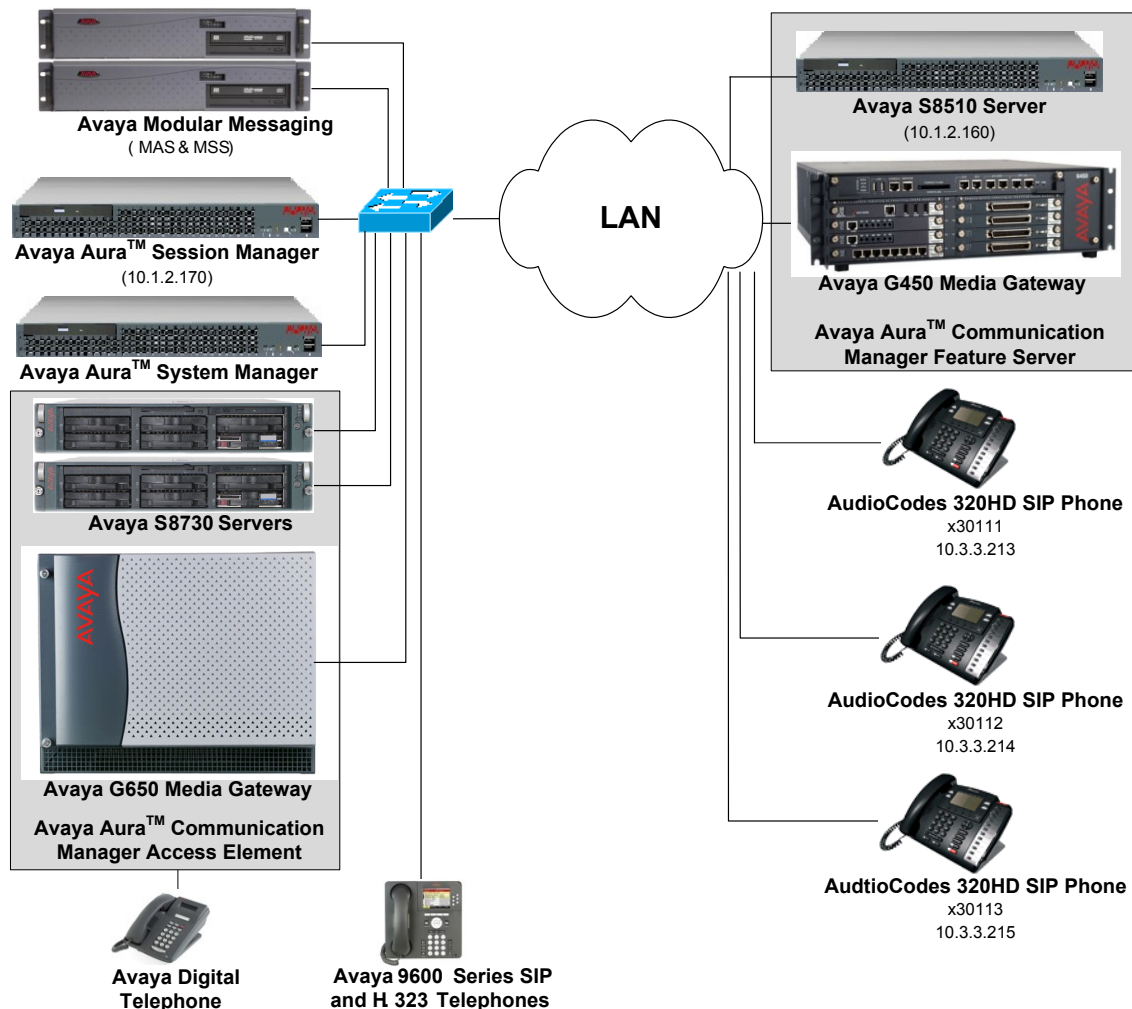 Avaya Modular Messaging
( MAS & MSS)
Avaya Aura™ Session Manager
(10.1.2.170)
Avaya Aura™ System Manager
Avaya S8730 Servers
AVAYA
Avaya G650 Media Gateway
Avaya Aura™ Communication
Manager Access Element
Avaya Digital
Telephone
Avaya 9600 Series SIP
and H. 323 Telephones
LAN
Avaya S8510 Server
(10.1.2.160)
AVAYA
Avaya G450 Media Gateway
Avaya Aura™ Communication
Manager Feature Server
AudioCodes 320HD SIP Phone
x30111
10.3.3.213
AudioCodes 320HD SIP Phone
x30112
10.3.3.214
AudtioCodes 320HD SIP Phone
x30113
10.3.3.215